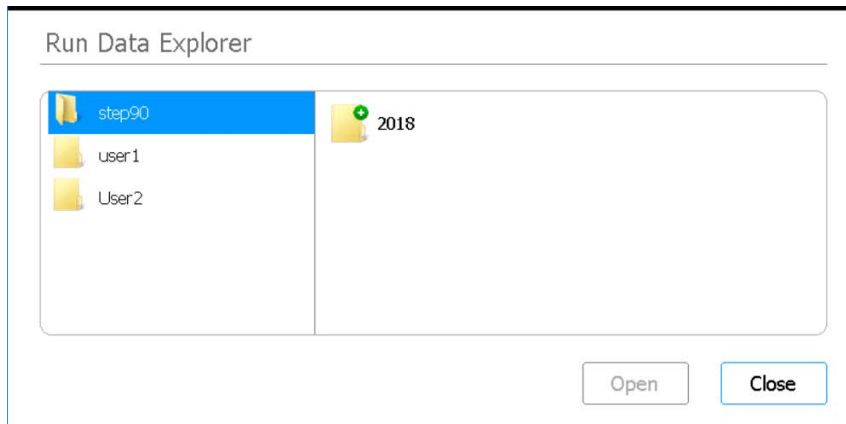 Run Data Explorer
step90
user1
User2
2018
Open
Close